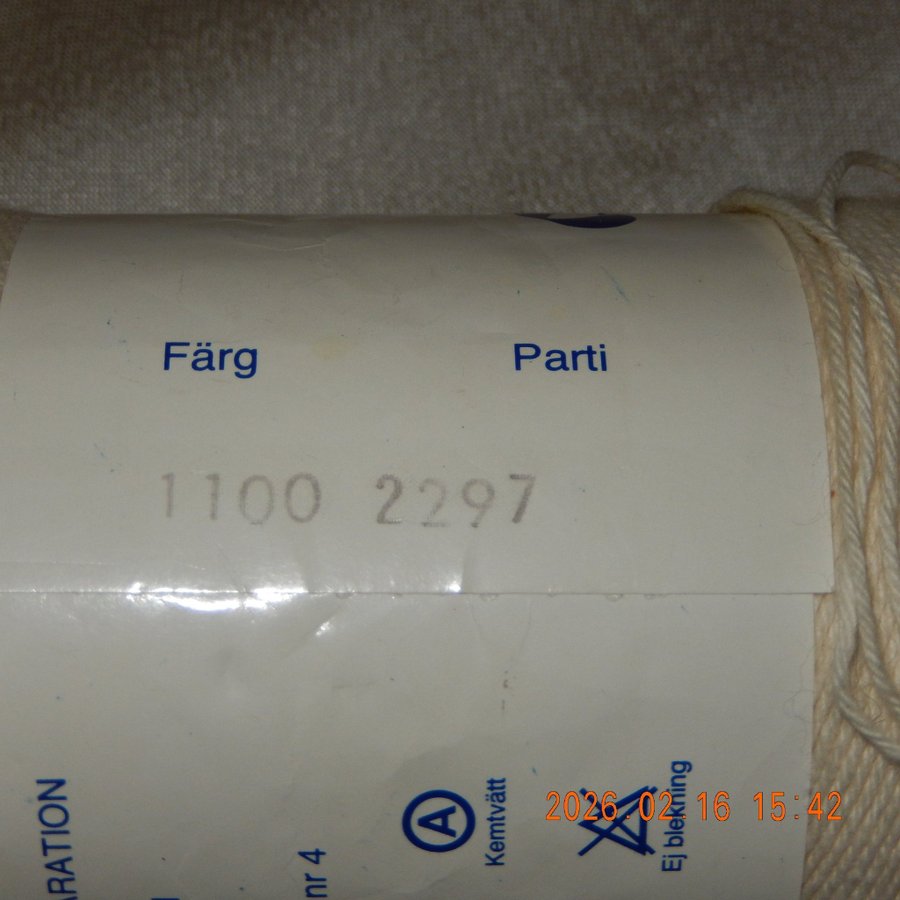 Färg Parti
1100 2297
ARATION
nr 4
A
Kemtvätt
Ej blekning
2026.02.16 15:42